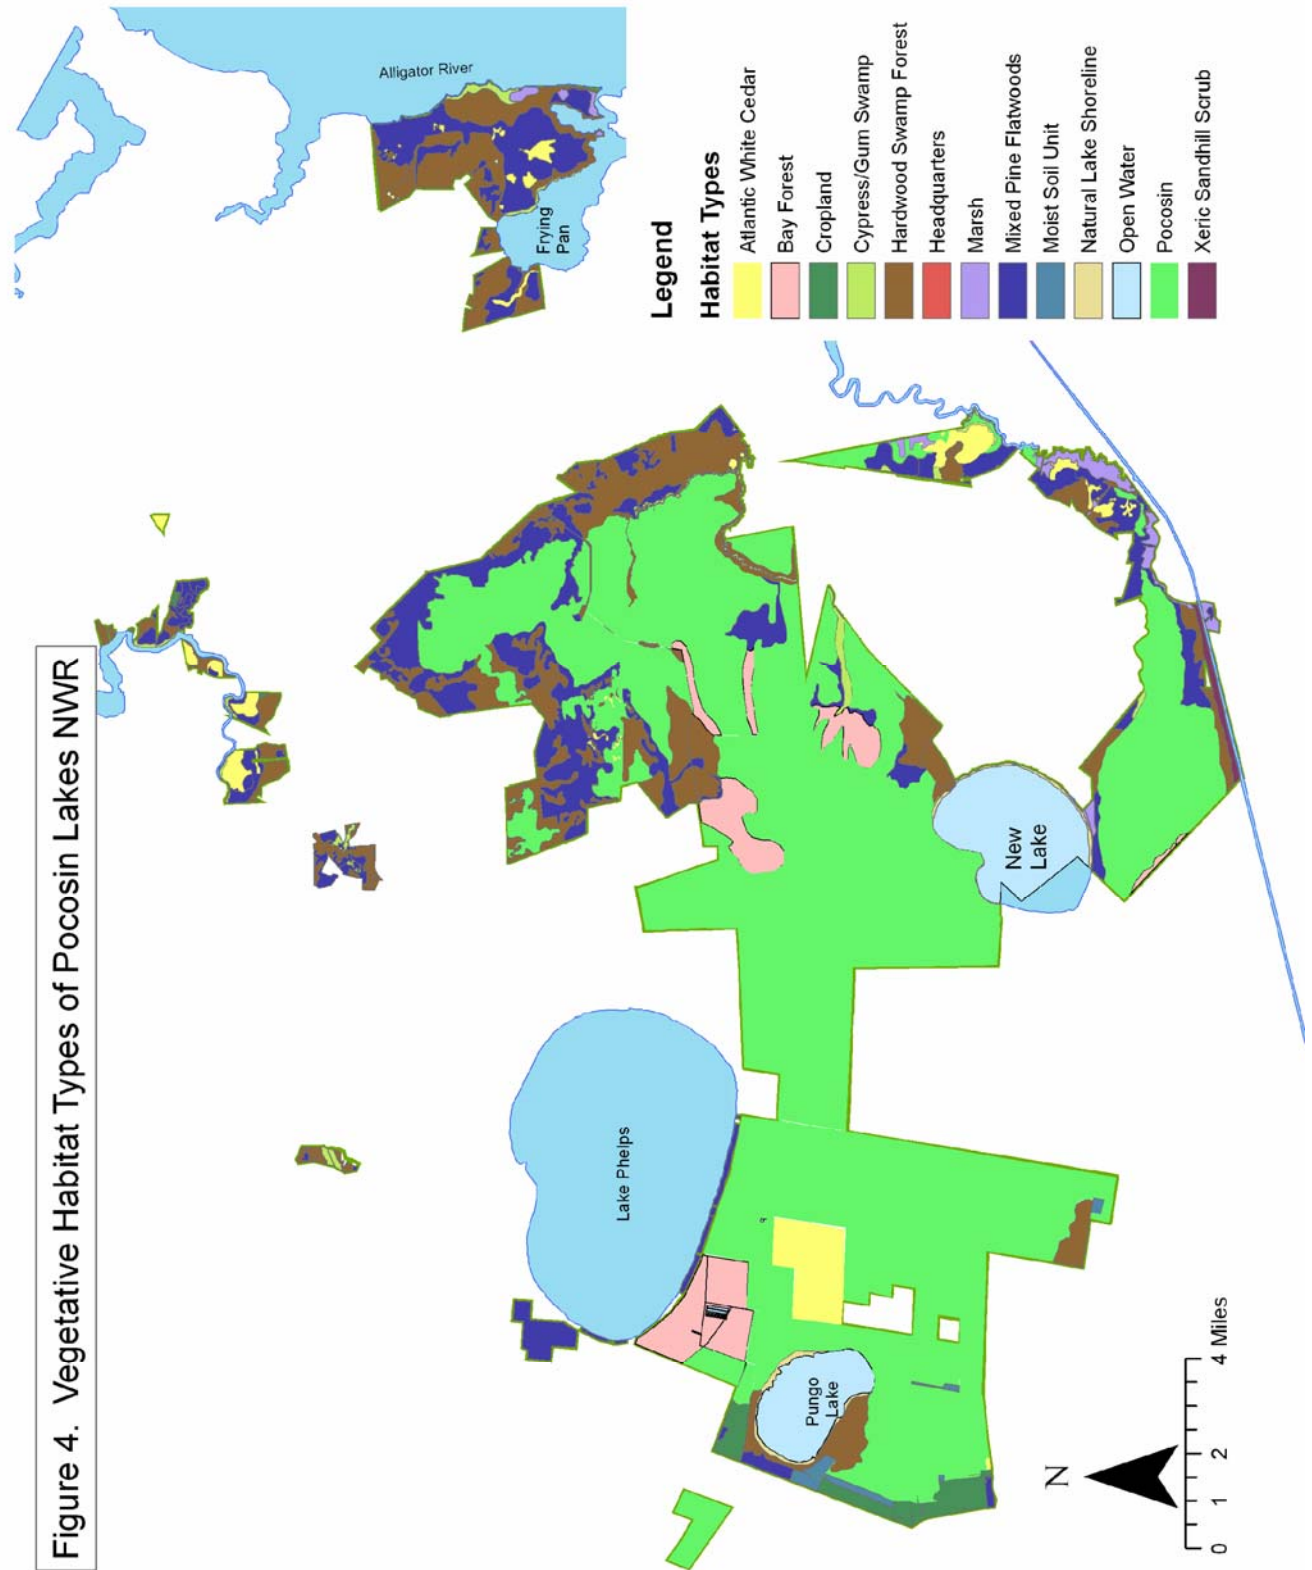 Figure 4. Vegetative Habitat Types of Pocosin Lakes NWR
Alligator River
Frying
Pan
Lake Phelps
Pungo
Lake
New
Lake
Legend
Habitat Types
Atlantic White Cedar
Bay Forest
Cropland
Cypress/Gum Swamp
Hardwood Swamp Forest
Headquarters
Marsh
Mixed Pine Flatwoods
Moist Soil Unit
Natural Lake Shoreline
Open Water
Pocosin
Xeric Sandhill Scrub
N
0 1 2 4 Miles